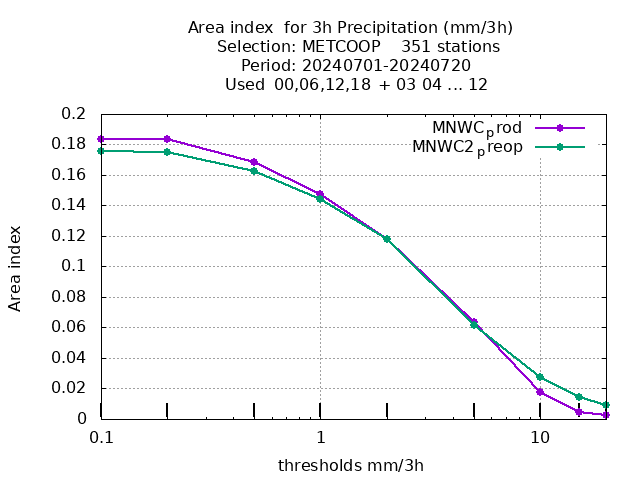 Area index  for 3h Precipitation (mm/3h)
Selection: METCOOP    351 stations
Period: 20240701-20240720
Used  00,06,12,18  + 03 04 ... 12
MNWCprod
MNWC2preop
0.2
0.18
0.16
0.14
0.12
0.1
0.08
0.06
0.04
0.02
0
Area index
0.1
1
10
thresholds mm/3h